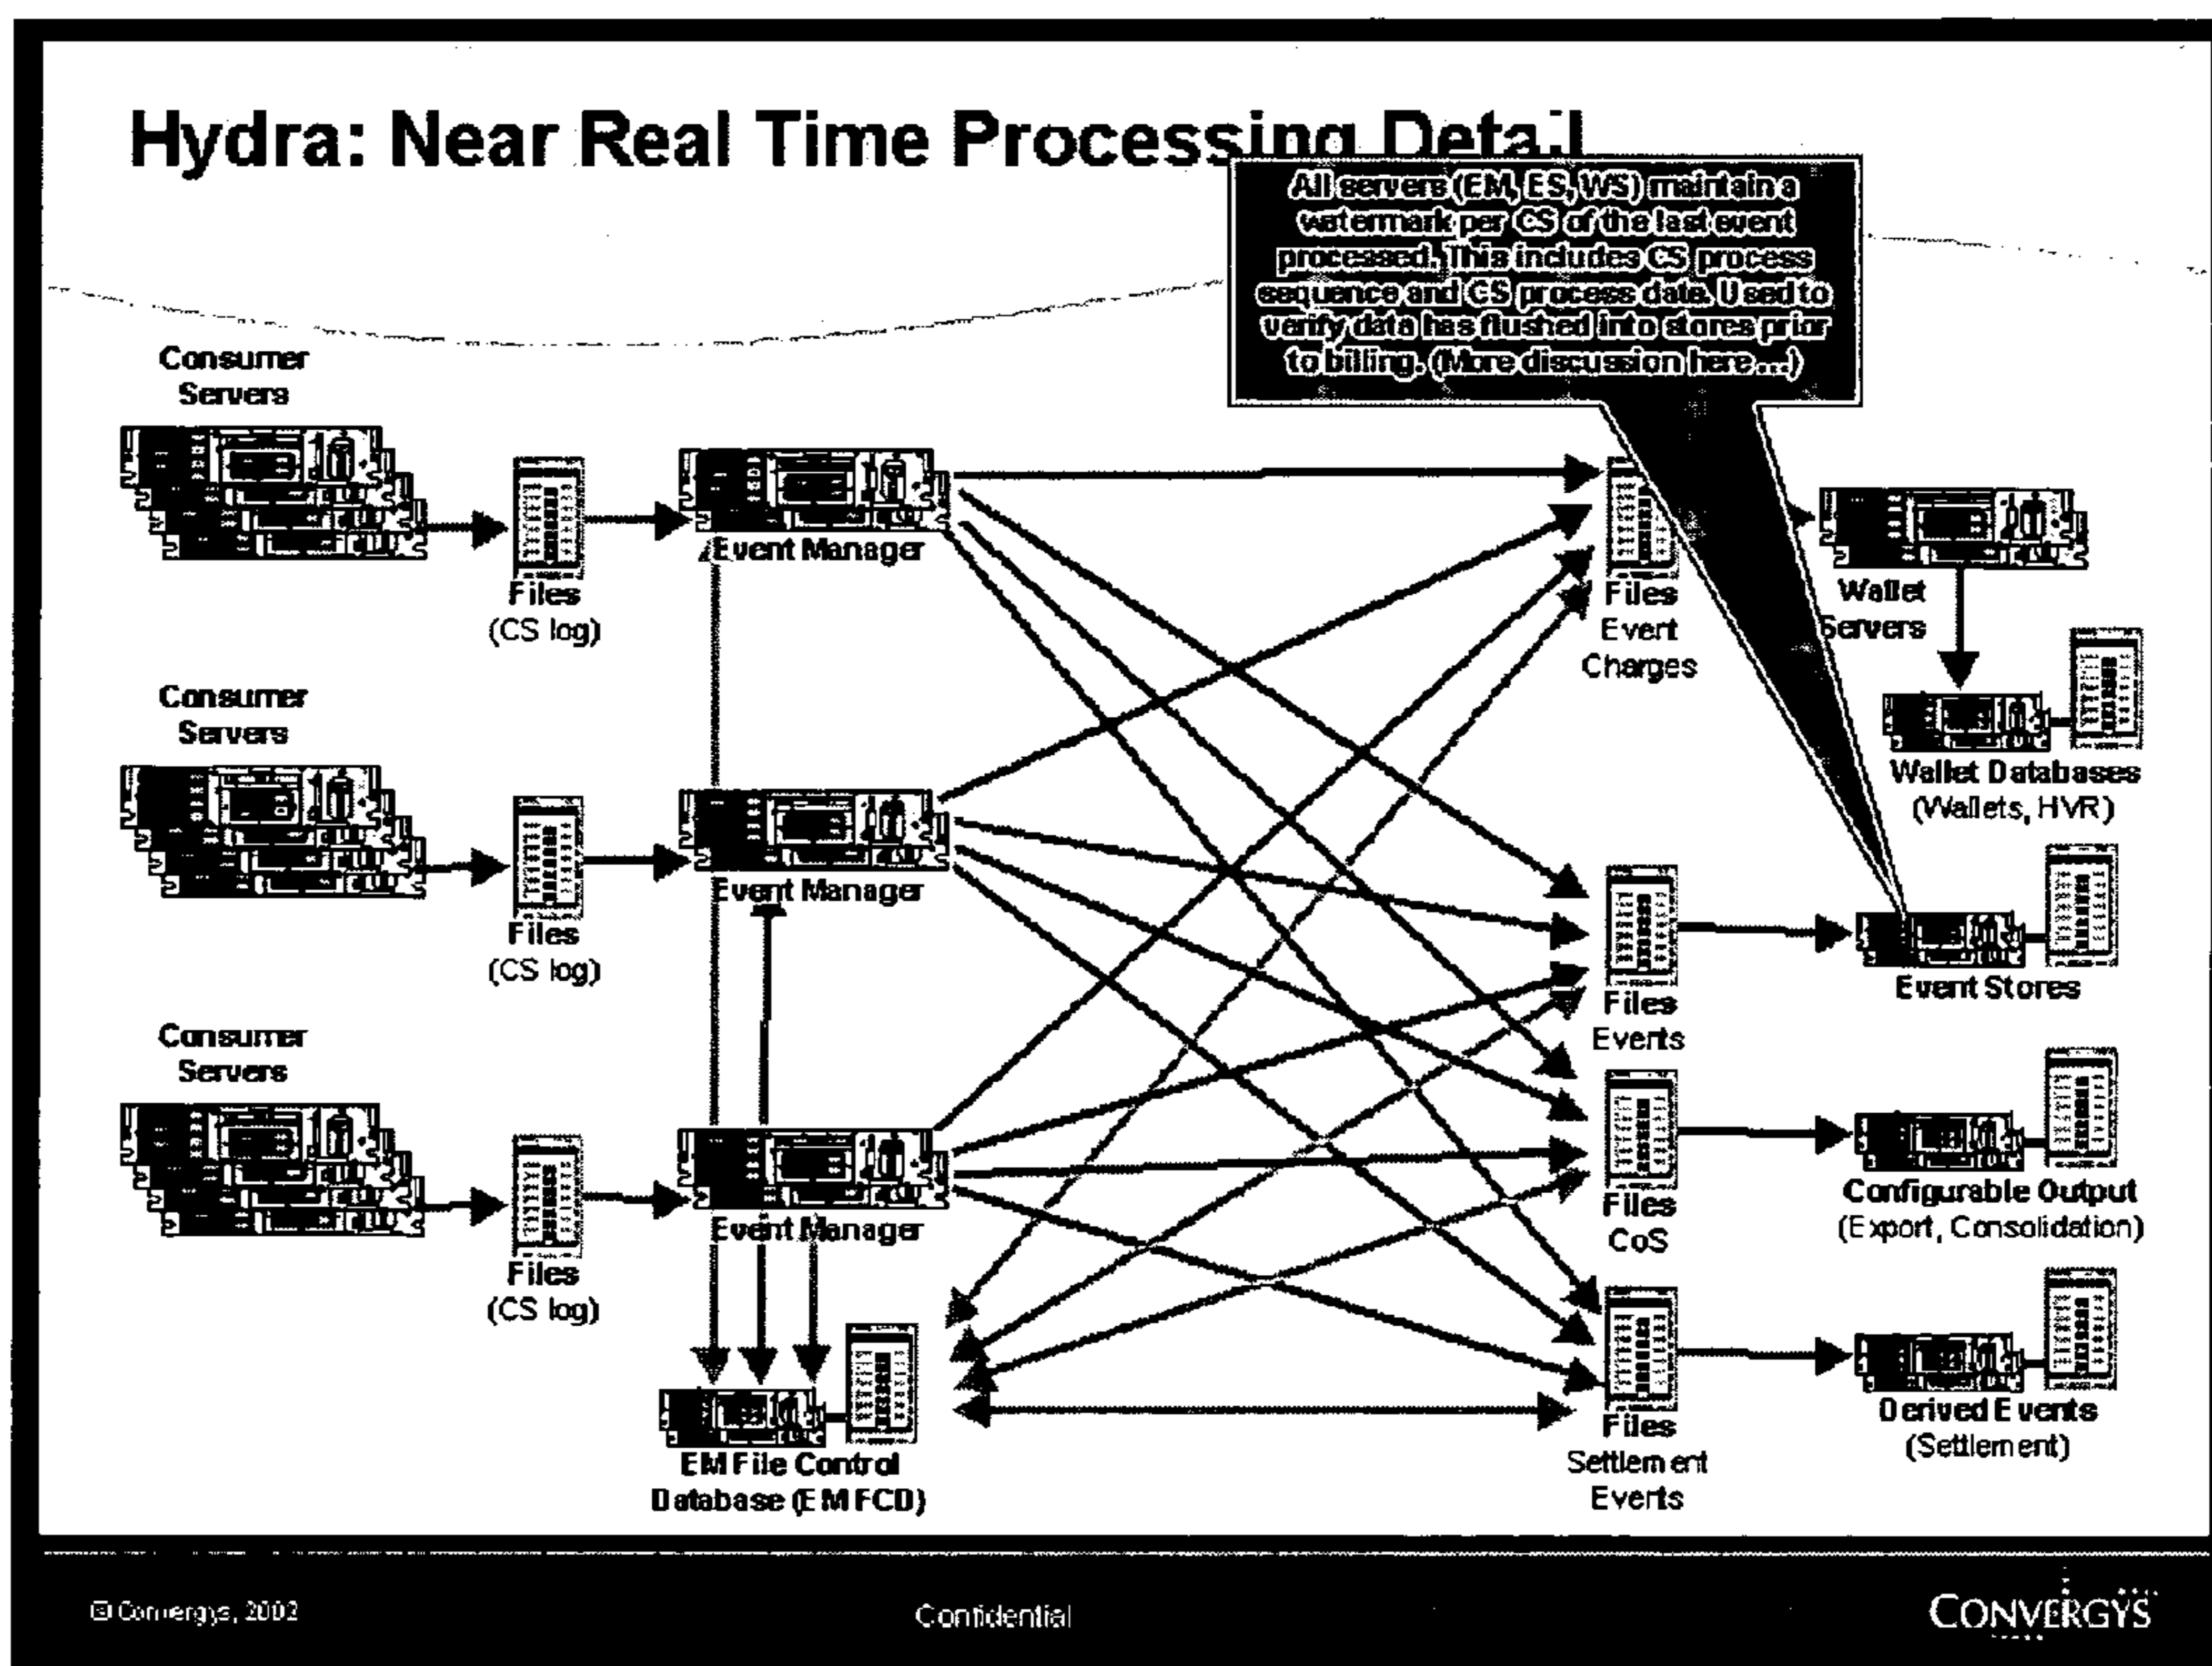 Hydra: Near Real Time Processing Detail
All servers (EM, ES, WS) maintain a
watermark per CS of the last event
processed. This includes CS process
sequence and CS process date. Used to
verify data has flushed into stores prior
to billing. (More discussion here...)
Consumer
Servers
Files
(CS log)
Event Manager
Files
Event
Charges
Wallet
Servers
Wallet Databases
(Wallets, HVR)
Consumer
Servers
Files
(CS log)
Event Manager
Files
Events
Event Stores
Consumer
Servers
Files
(CS log)
Event Manager
Files
CoS
Configurable Output
(Export, Consolidation)
EM File Control
Database (EMFCD)
Files
Settlement
Events
Derived Events
(Settlement)
© Convergys, 2002
Confidential
CONVERGYS